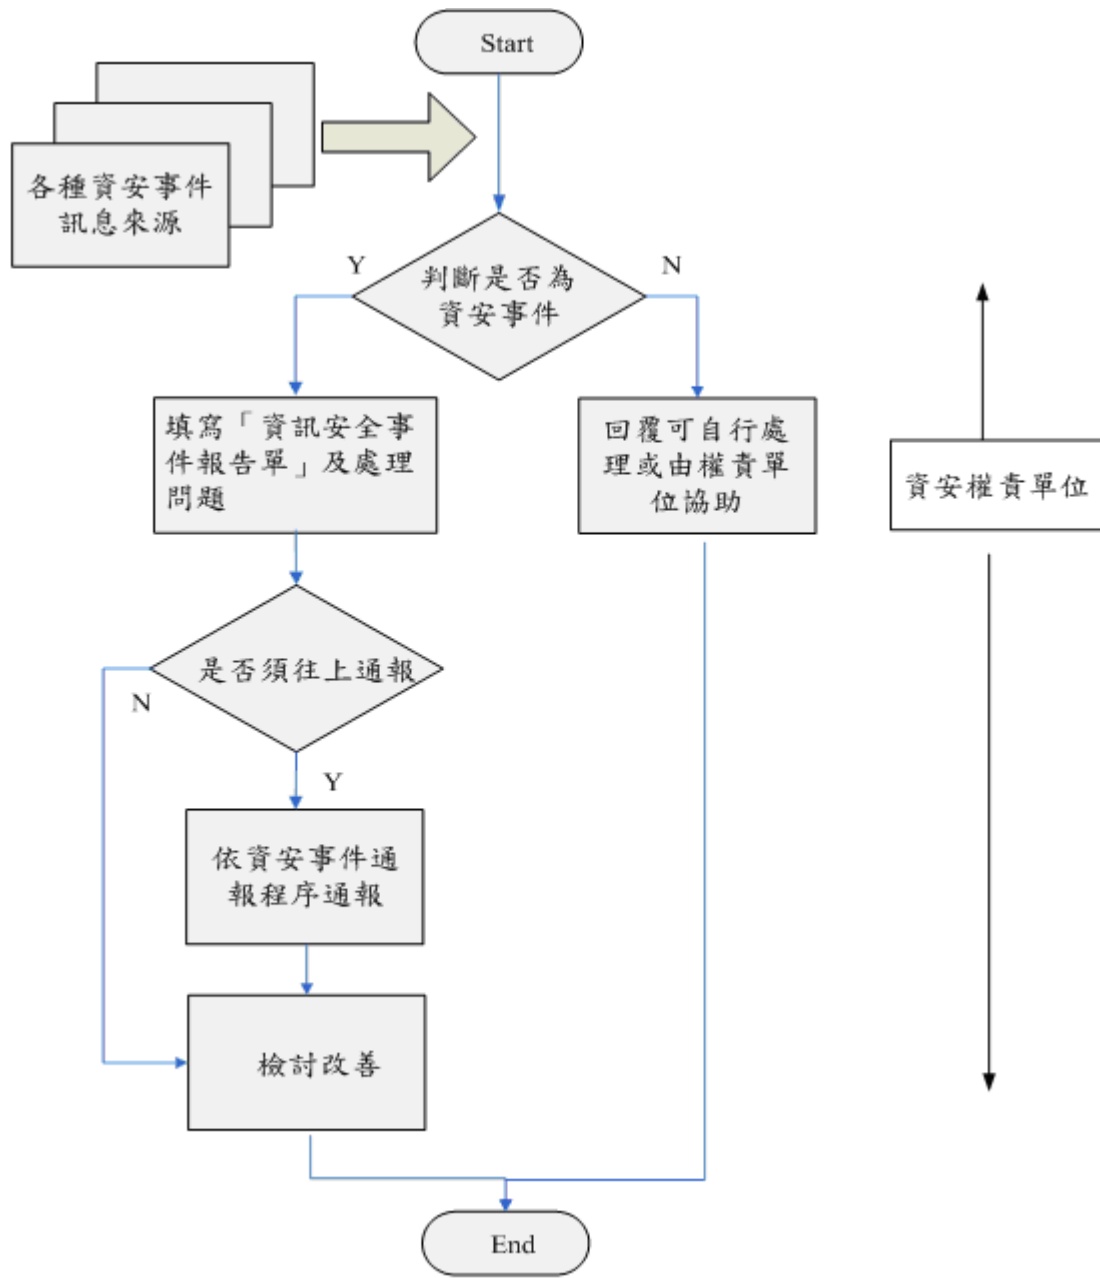 Start
各種資安事件
訊息來源
Y
N
判斷是否為
資安事件
填寫「資訊安全事
件報告單」及處理
問題
回覆可自行處
理或由權責單
位協助
資安權責單位
是否須往上通報
N
Y
依資安事件通
報程序通報
檢討改善
End